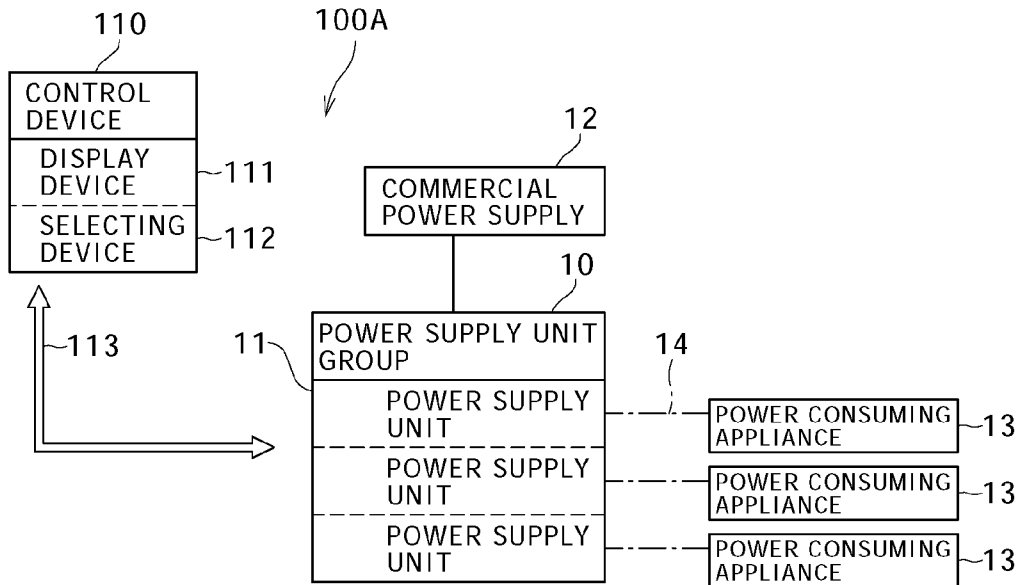 100A
110
CONTROL
DEVICE
DISPLAY
DEVICE
111
SELECTING
DEVICE
112
113
12
COMMERCIAL
POWER SUPPLY
10
11
POWER SUPPLY UNIT
GROUP
POWER SUPPLY
UNIT
POWER SUPPLY
UNIT
POWER SUPPLY
UNIT
14
POWER CONSUMING
APPLIANCE
13
POWER CONSUMING
APPLIANCE
13
POWER CONSUMING
APPLIANCE
13